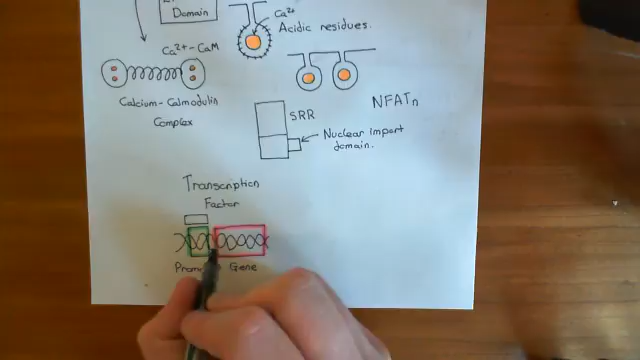 Domain
Ca²⁺
Acidic residues.
Ca²⁺-CaM
Calcium-Calmodulin
Complex
SRR
NFATn
Nuclear import
domain.
Transcription
Factor
Gene